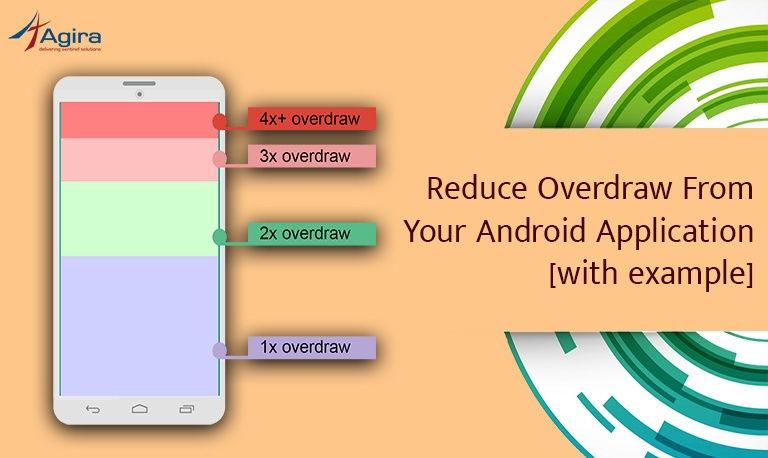 Agira
delivering sentinel solutions
4x+ overdraw
3x overdraw
2x overdraw
1x overdraw
Reduce Overdraw From
Your Android Application
[with example]